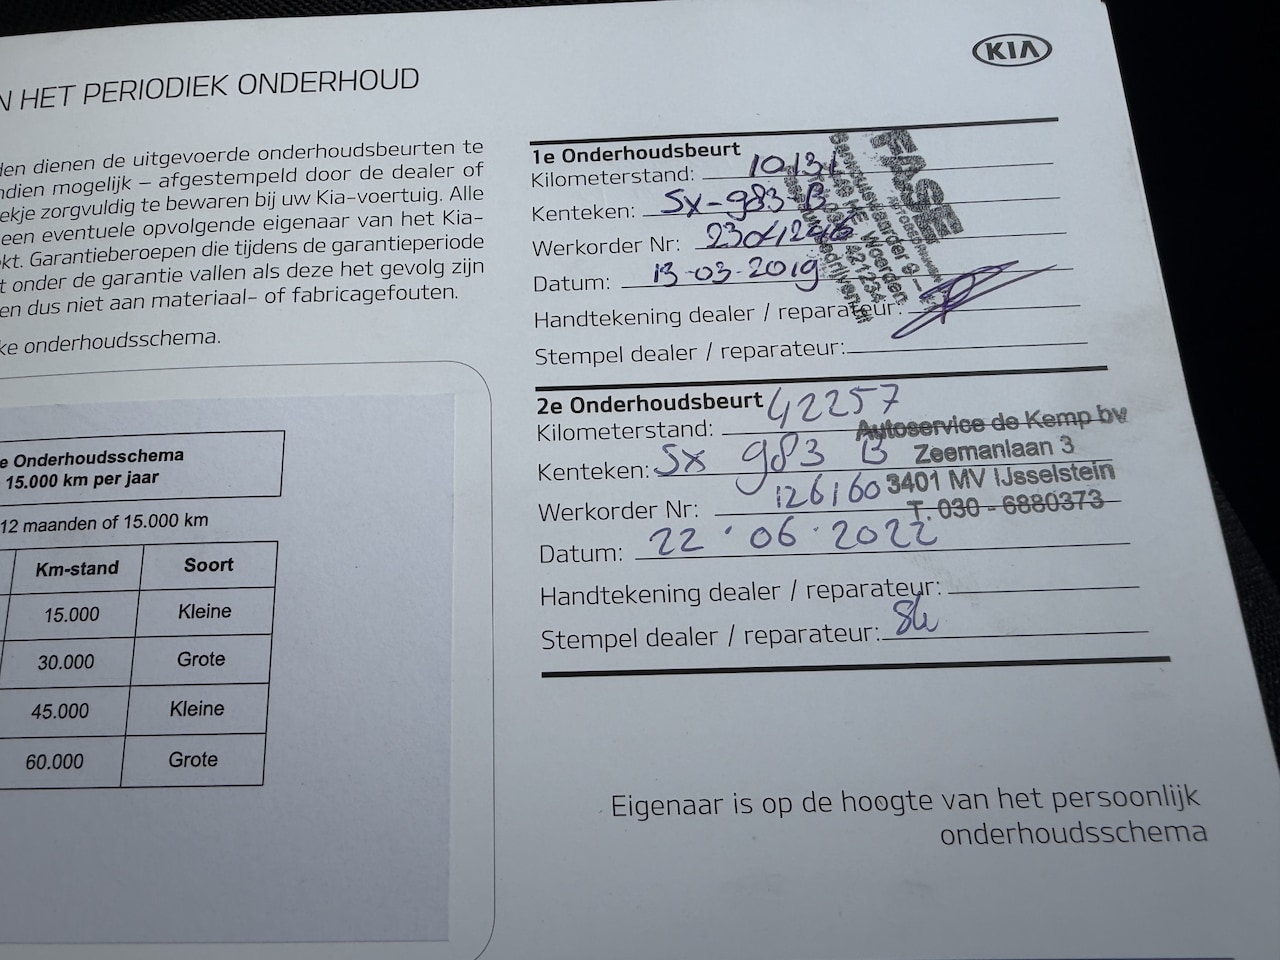 KIA
N HET PERIODIEK ONDERHOUD
den dienen de uitgevoerde onderhoudsbeurten te
ndien mogelijk – afgestempeld door de dealer of
ekje zorgvuldig te bewaren bij uw Kia-voertuig. Alle
een eventuele opvolgende eigenaar van het Kia-
kt. Garantieberoepen die tijdens de garantieperiode
t onder de garantie vallen als deze het gevolg zijn
en dus niet aan materiaal- of fabricagefouten.
ke onderhoudsschema.
e Onderhoudsschema
15.000 km per jaar
12 maanden of 15.000 km
Km-stand Soort
15.000 Kleine
30.000 Grote
45.000 Kleine
60.000 Grote
1e Onderhoudsbeurt
Kilometerstand: 10.131
Kenteken: SX-983-B
Werkorder Nr:
Datum: 13-03-2019
Handtekening dealer / reparateur:
Stempel dealer / reparateur:
FASE
Woerden
2e Onderhoudsbeurt
Kilometerstand: 42257
Kenteken: SX 983 B
Werkorder Nr: 126160
Datum: 22·06·2022
Handtekening dealer / reparateur:
Stempel dealer / reparateur:
Autoservice de Kemp bv
Zeemanlaan 3
3401 MV IJsselstein
T. 030 - 6880373
Eigenaar is op de hoogte van het persoonlijk
onderhoudsschema